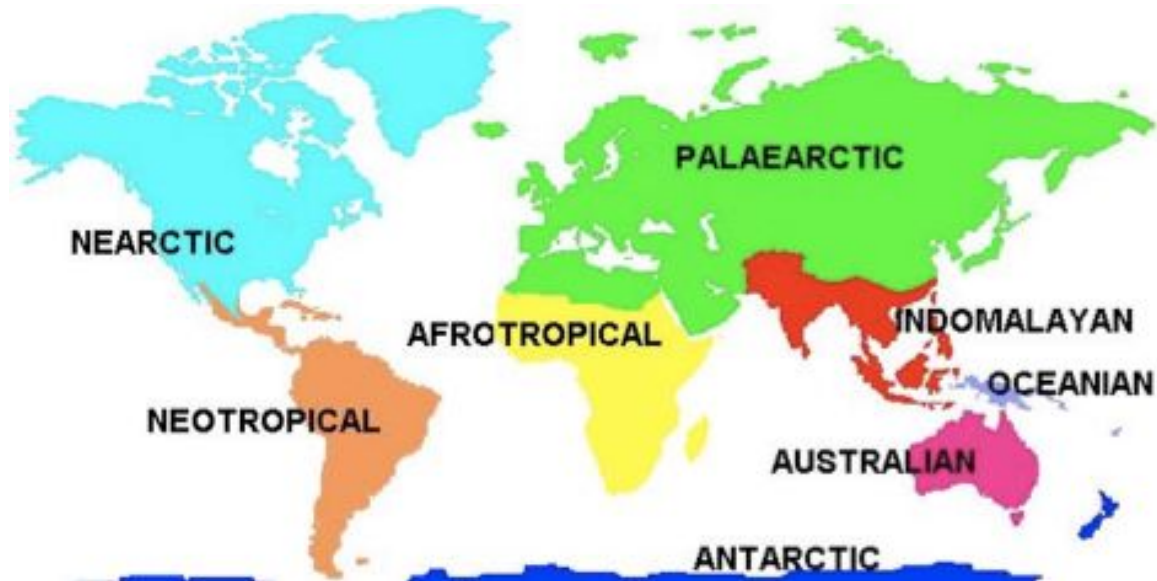 PALAEARCTIC
NEARCTIC
INDOMALAYAN
AFROTROPICAL
OCEANIAN
NEOTROPICAL
AUSTRALIAN
ANTARCTIC